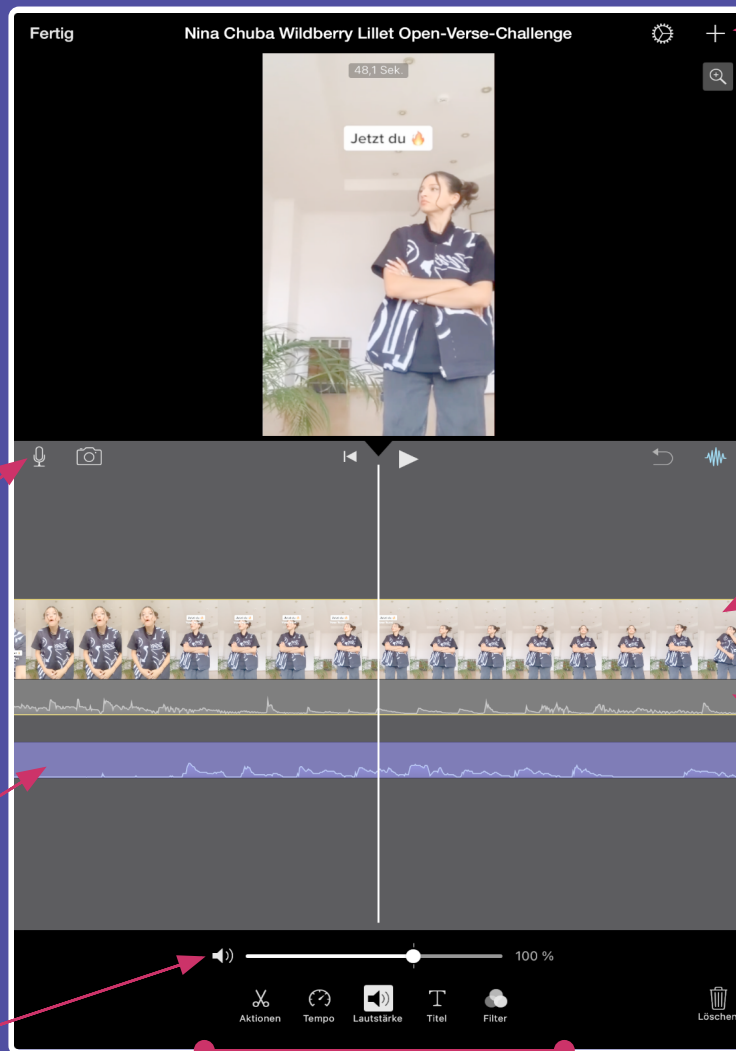 Fertig
Nina Chuba Wildberry Lillet Open-Verse-Challenge
48,1 Sek.
Jetzt du 🔥
100 %
Aktionen
Tempo
Lautstärke
Titel
Filter
Löschen